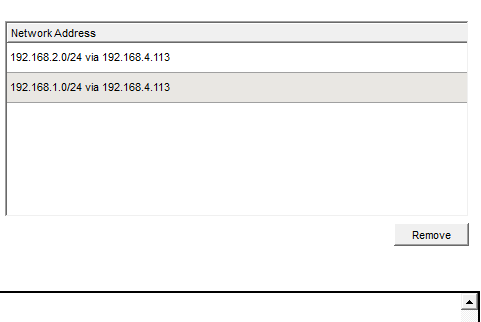 Network Address
192.168.2.0/24 via 192.168.4.113
192.168.1.0/24 via 192.168.4.113
Remove